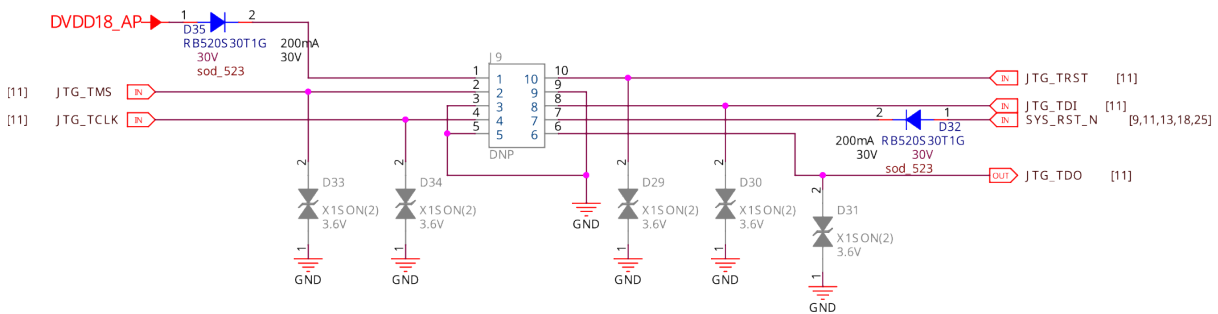 DVDD18_AP
1
2
D35
RB520S30T1G
30V
sod_523
200mA
30V
J9
1
2
3
4
5
1 10
2 9
3 8
4 7
5 6
10
9
8
7
6
DNP
[11] JTG_TMS IN
[11] JTG_TCLK IN
IN JTG_TRST [11]
IN JTG_TDI [11]
IN SYS_RST_N [9,11,13,18,25]
2
1
D32
200mA
30V
RB520S30T1G
30V
sod_523
OUT JTG_TDO [11]
2
D33
X1SON(2)
3.6V
1
GND
2
D34
X1SON(2)
3.6V
1
GND
GND
2
D29
X1SON(2)
3.6V
1
GND
2
D30
X1SON(2)
3.6V
1
GND
2
D31
X1SON(2)
3.6V
1
GND